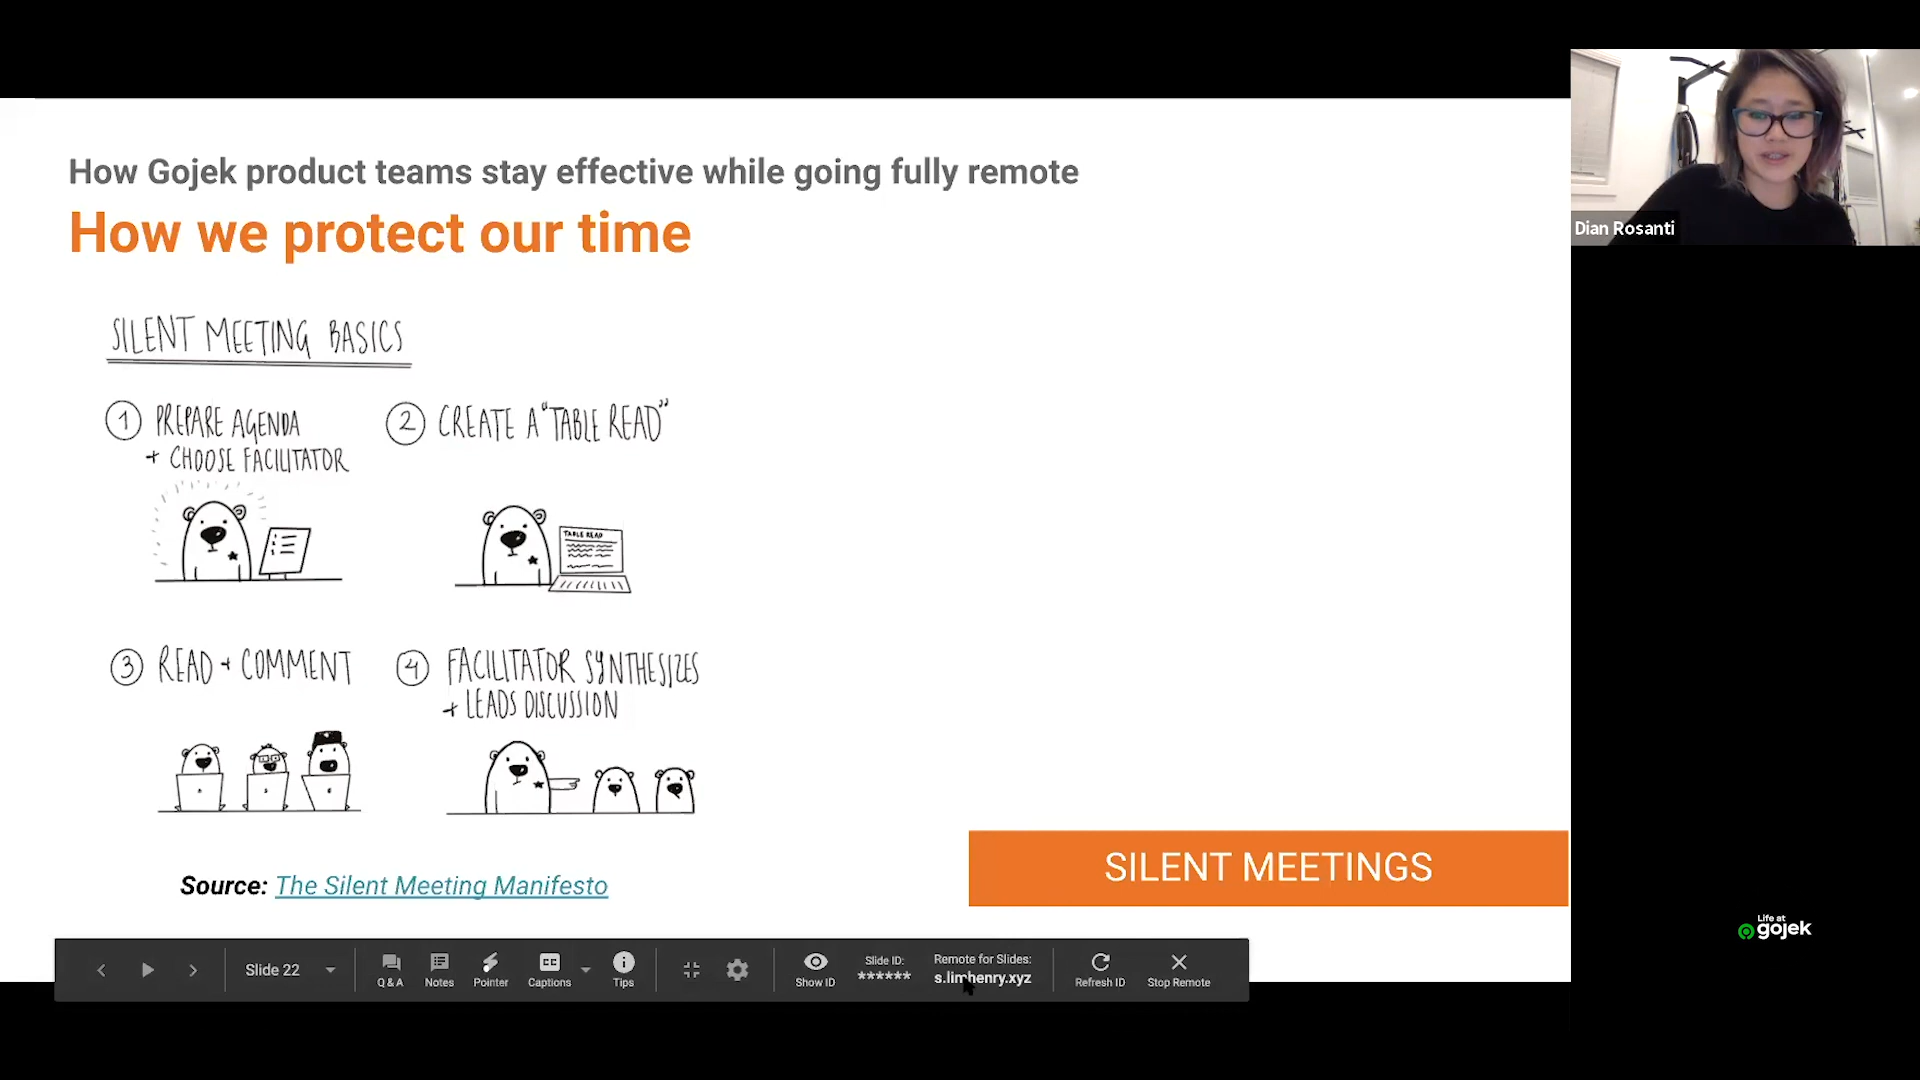 How Gojek product teams stay effective while going fully remote
How we protect our time
SILENT MEETING BASICS
1 PREPARE AGENDA
+ CHOOSE FACILITATOR
2 CREATE A "TABLE READ"
TABLE READ
3 READ + COMMENT
4 FACILITATOR SYNTHESIZES
+ LEADS DISCUSSION
Source: The Silent Meeting Manifesto
SILENT MEETINGS
Dian Rosanti
Life at
gojek
Slide 22
Q & A
Notes
Pointer
CC
Captions
Tips
Show ID
Slide ID:
******
Remote for Slides:
s.limhenry.xyz
Refresh ID
Stop Remote